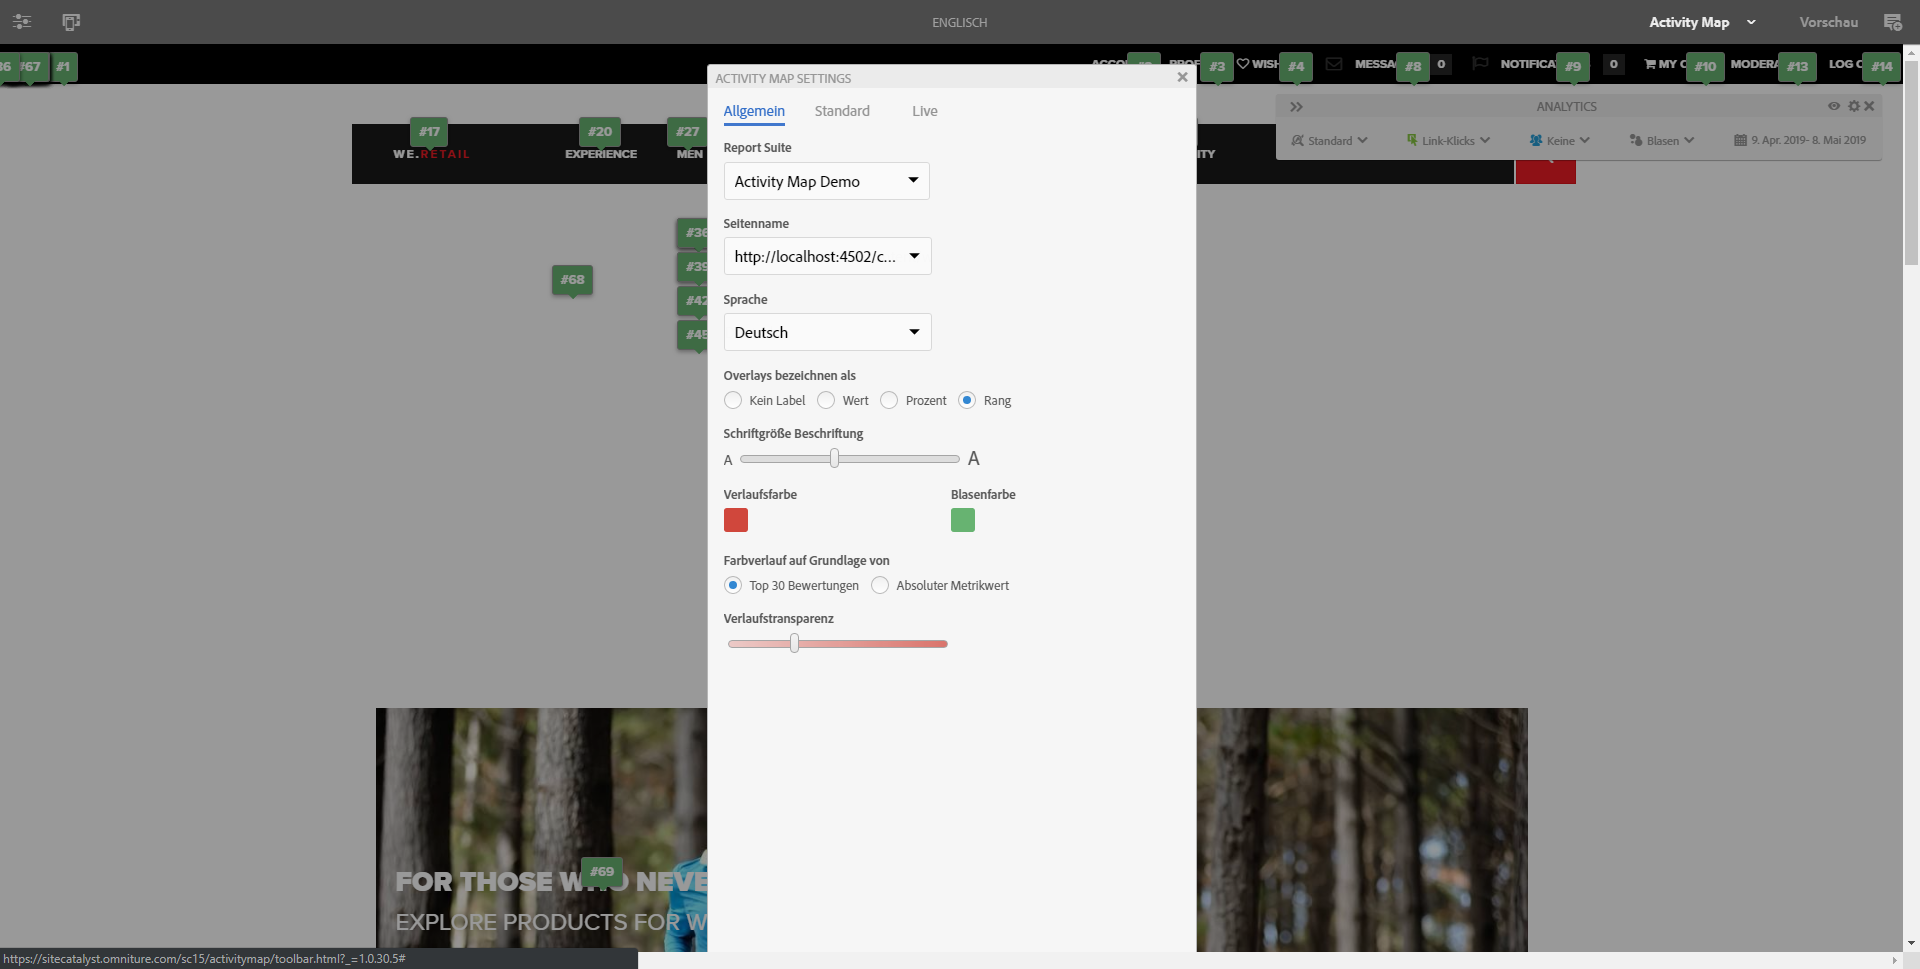 ENGLISCH
Activity Map
Vorschau
#67
#1
#3
WISH
#4
MESSA
#8
0
NOTIFICA
#9
0
MY C
#10
MODERA
#13
LOG O
#14
ACTIVITY MAP SETTINGS
Allgemein
Standard
Live
ANALYTICS
Standard
Link-Klicks
Keine
Blasen
9. Apr. 2019- 8. Mai 2019
#17
#20
#27
WE.RETAIL
EXPERIENCE
MEN
ITY
Report Suite
Activity Map Demo
Seitenname
http://localhost:4502/c...
#36
#39
#68
#42
#45
Sprache
Deutsch
Overlays bezeichnen als
Kein Label
Wert
Prozent
Rang
Schriftgröße Beschriftung
A
A
Verlaufsfarbe
Blasenfarbe
Farbverlauf auf Grundlage von
Top 30 Bewertungen
Absoluter Metrikwert
Verlaufstransparenz
#69
FOR THOSE WHO NEVE
EXPLORE PRODUCTS FOR W
https://sitecatalyst.omniture.com/sc15/activitymap/toolbar.html?_=1.0.30.5#